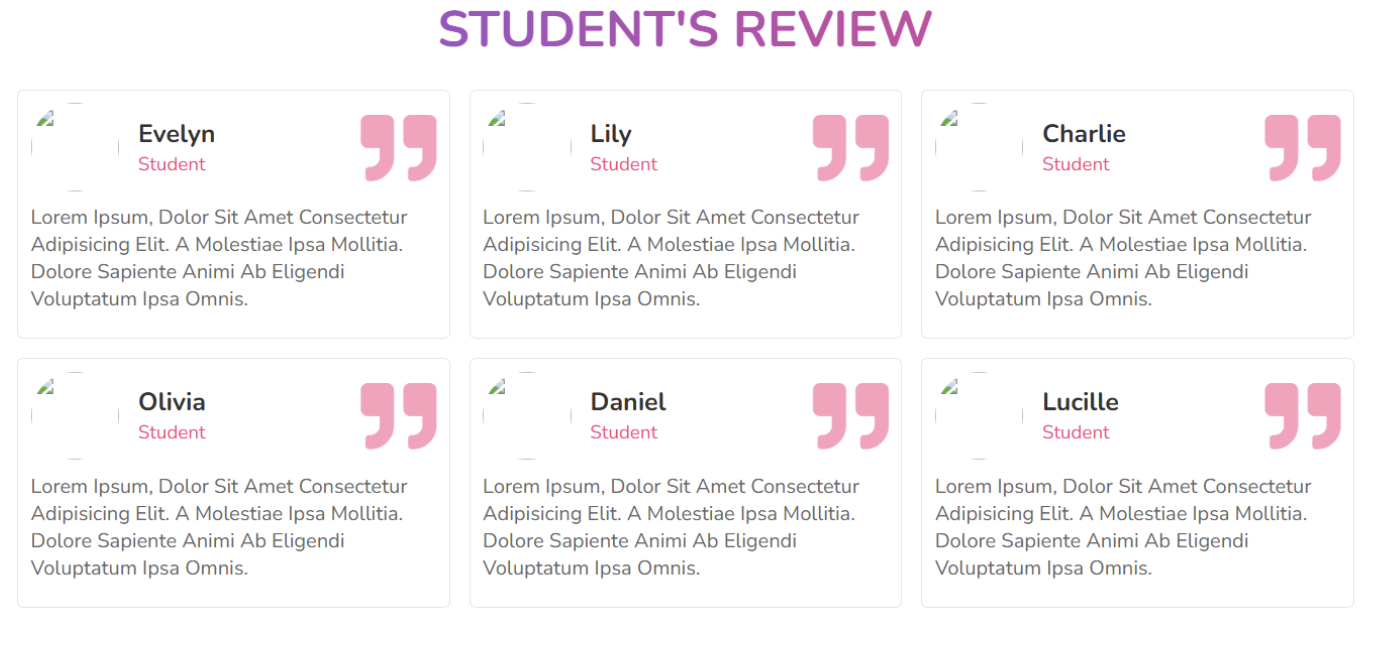 STUDENT'S REVIEW
Evelyn
Student
Lorem Ipsum, Dolor Sit Amet Consectetur
Adipisicing Elit. A Molestiae Ipsa Mollitia.
Dolore Sapiente Animi Ab Eligendi
Voluptatum Ipsa Omnis.
Lily
Student
Lorem Ipsum, Dolor Sit Amet Consectetur
Adipisicing Elit. A Molestiae Ipsa Mollitia.
Dolore Sapiente Animi Ab Eligendi
Voluptatum Ipsa Omnis.
Charlie
Student
Lorem Ipsum, Dolor Sit Amet Consectetur
Adipisicing Elit. A Molestiae Ipsa Mollitia.
Dolore Sapiente Animi Ab Eligendi
Voluptatum Ipsa Omnis.
Olivia
Student
Lorem Ipsum, Dolor Sit Amet Consectetur
Adipisicing Elit. A Molestiae Ipsa Mollitia.
Dolore Sapiente Animi Ab Eligendi
Voluptatum Ipsa Omnis.
Daniel
Student
Lorem Ipsum, Dolor Sit Amet Consectetur
Adipisicing Elit. A Molestiae Ipsa Mollitia.
Dolore Sapiente Animi Ab Eligendi
Voluptatum Ipsa Omnis.
Lucille
Student
Lorem Ipsum, Dolor Sit Amet Consectetur
Adipisicing Elit. A Molestiae Ipsa Mollitia.
Dolore Sapiente Animi Ab Eligendi
Voluptatum Ipsa Omnis.